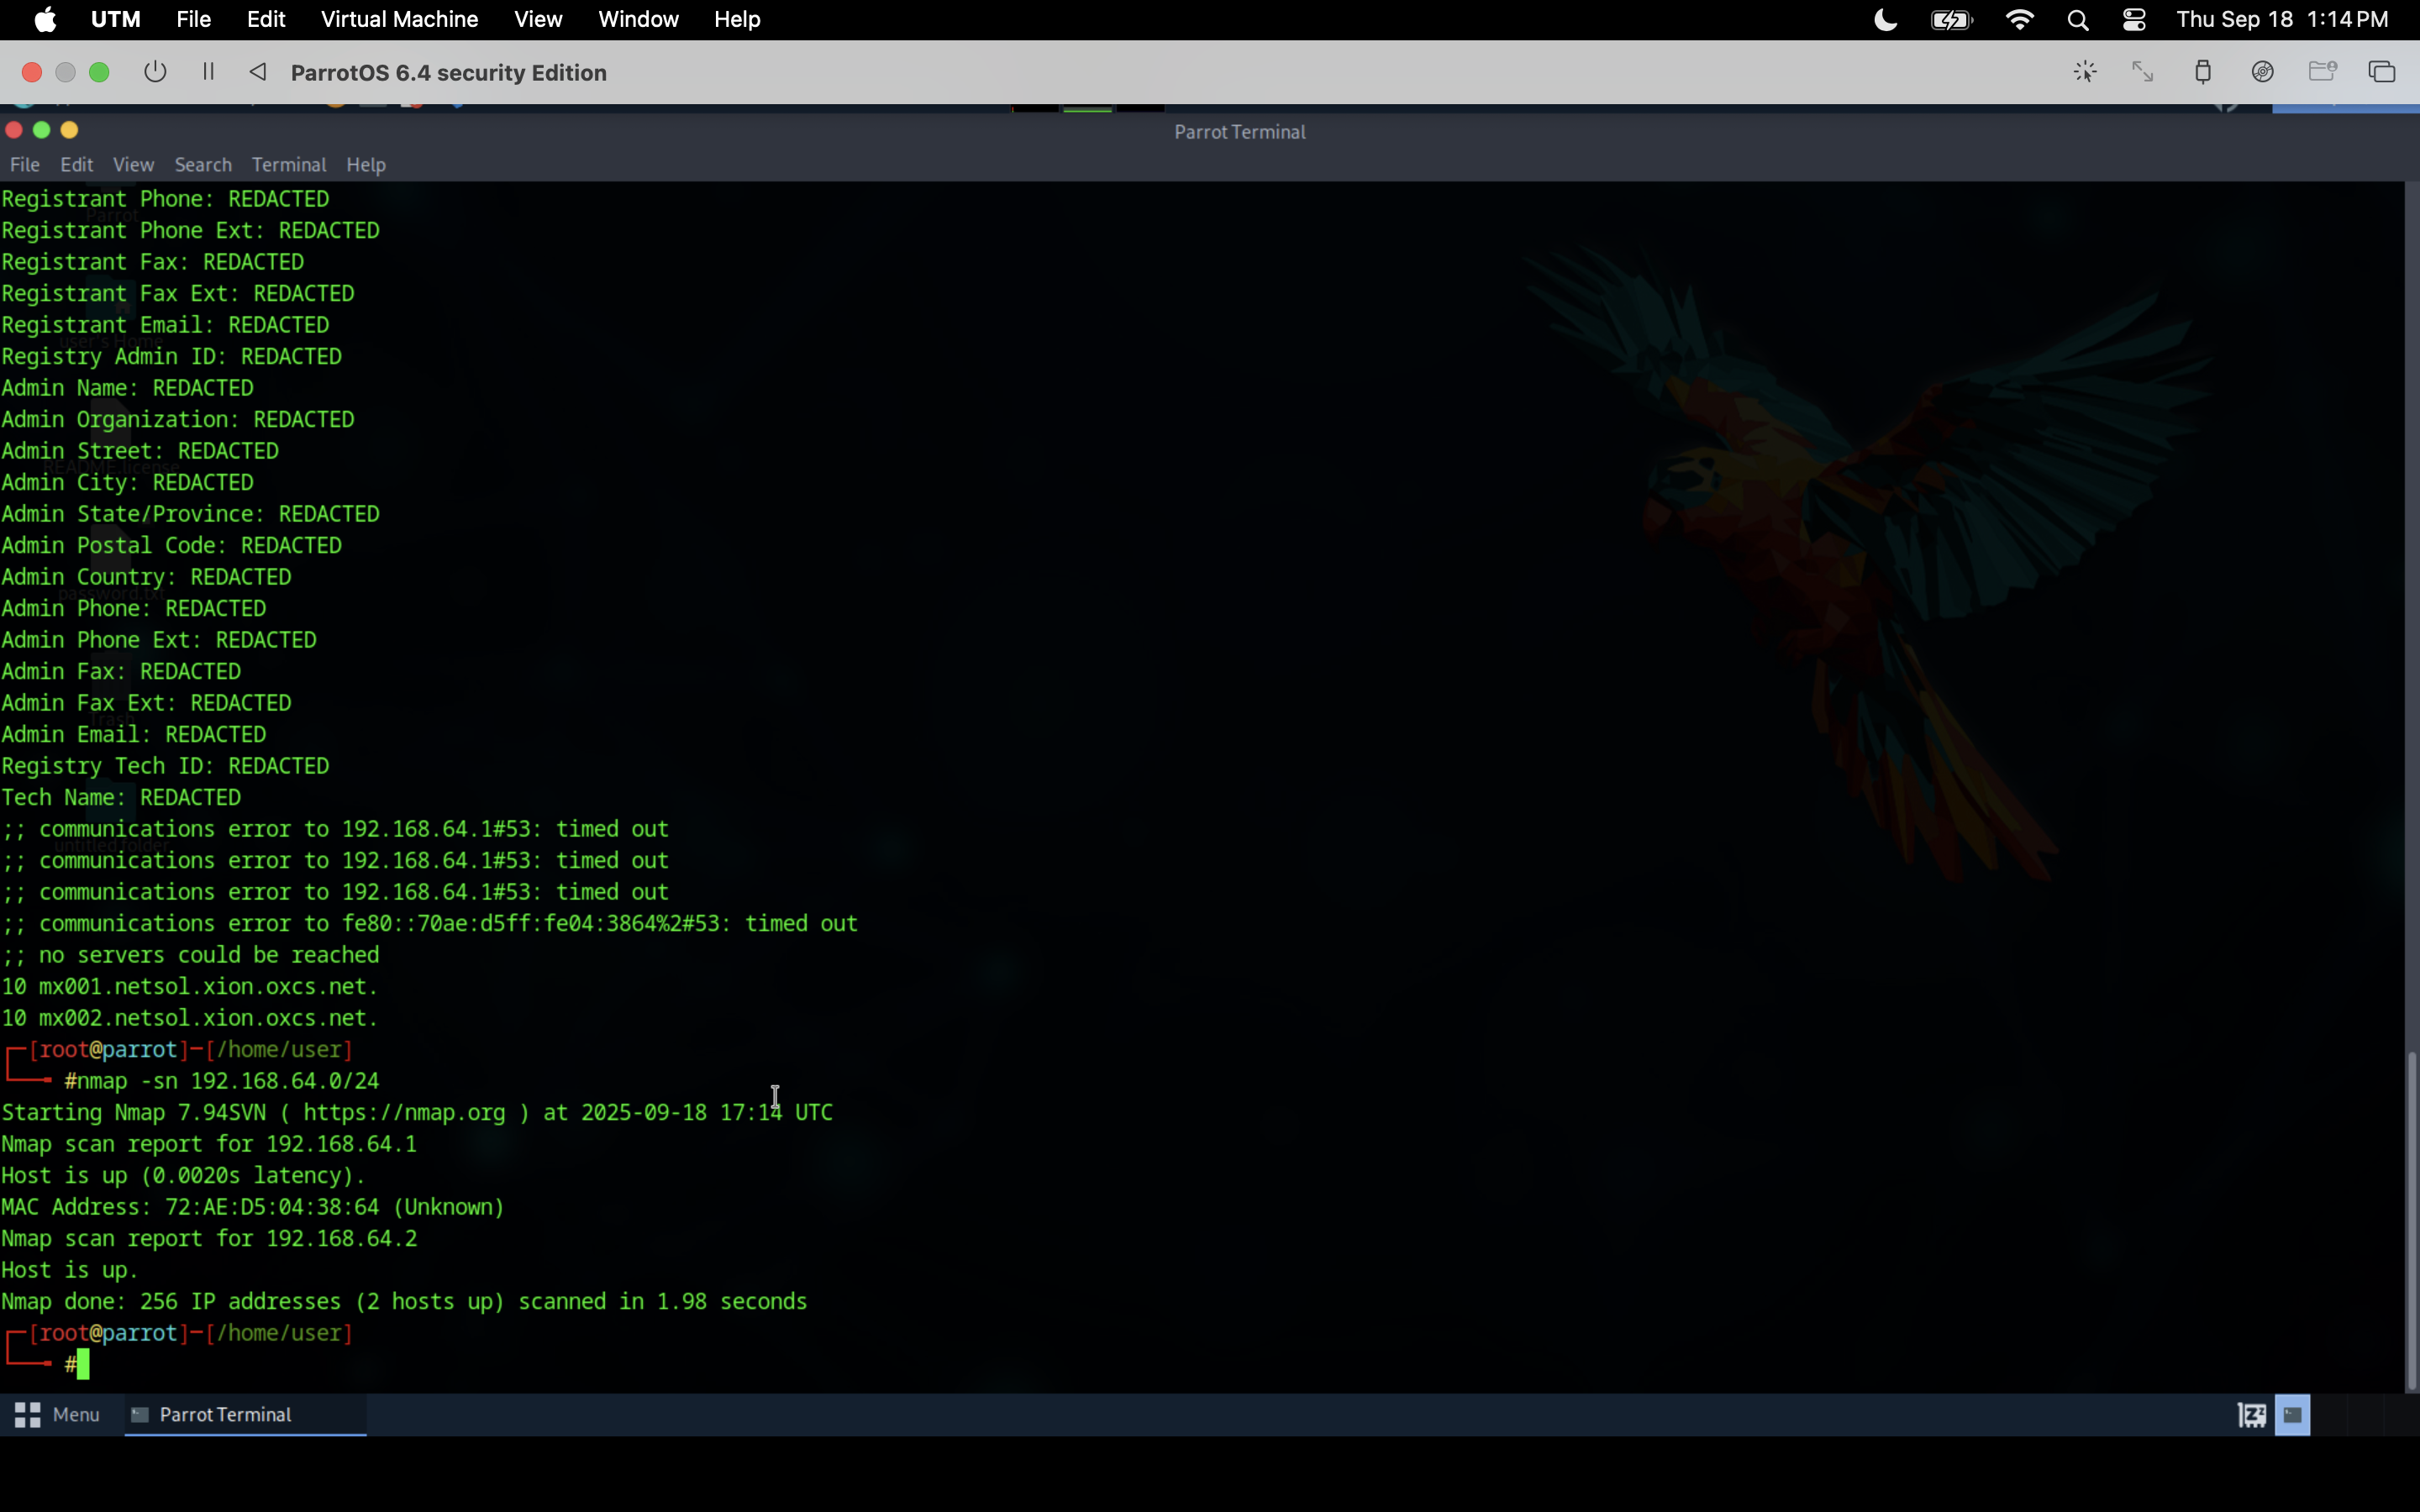 UTM File Edit Virtual Machine View Window Help Thu Sep 18 1:14 PM
ParrotOS 6.4 security Edition
Parrot Terminal
File Edit View Search Terminal Help
Registrant Phone: REDACTED
Parrot
Registrant Phone Ext: REDACTED
Registrant Fax: REDACTED
Registrant Fax Ext: REDACTED
Registrant Email: REDACTED
user's Home
Registry Admin ID: REDACTED
Admin Name: REDACTED
Admin Organization: REDACTED
Admin Street: REDACTED
README.license
Admin City: REDACTED
Admin State/Province: REDACTED
Admin Postal Code: REDACTED
Admin Country: REDACTED
password.txt
Admin Phone: REDACTED
Admin Phone Ext: REDACTED
Admin Fax: REDACTED
Admin Fax Ext: REDACTED
Trash
Admin Email: REDACTED
Registry Tech ID: REDACTED
Tech Name: REDACTED
;; communications error to 192.168.64.1#53: timed out
untitled folder
;; communications error to 192.168.64.1#53: timed out
;; communications error to 192.168.64.1#53: timed out
;; communications error to fe80::70ae:d5ff:fe04:3864%2#53: timed out
;; no servers could be reached
10 mx001.netsol.xion.oxcs.net.
10 mx002.netsol.xion.oxcs.net.
┌─[root@parrot]─[/home/user]
└──╼ #nmap -sn 192.168.64.0/24
Starting Nmap 7.94SVN ( https://nmap.org ) at 2025-09-18 17:14 UTC
Nmap scan report for 192.168.64.1
Host is up (0.0020s latency).
MAC Address: 72:AE:D5:04:38:64 (Unknown)
Nmap scan report for 192.168.64.2
Host is up.
Nmap done: 256 IP addresses (2 hosts up) scanned in 1.98 seconds
┌─[root@parrot]─[/home/user]
└──╼ #
Menu Parrot Terminal